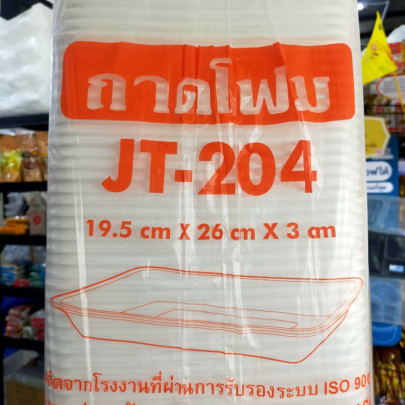 ถาดโฟม
JT-204
19.5 cm X 26 cm X 3 cm
ผลิตจากโรงงานที่ผ่านการรับรองระบบ ISO